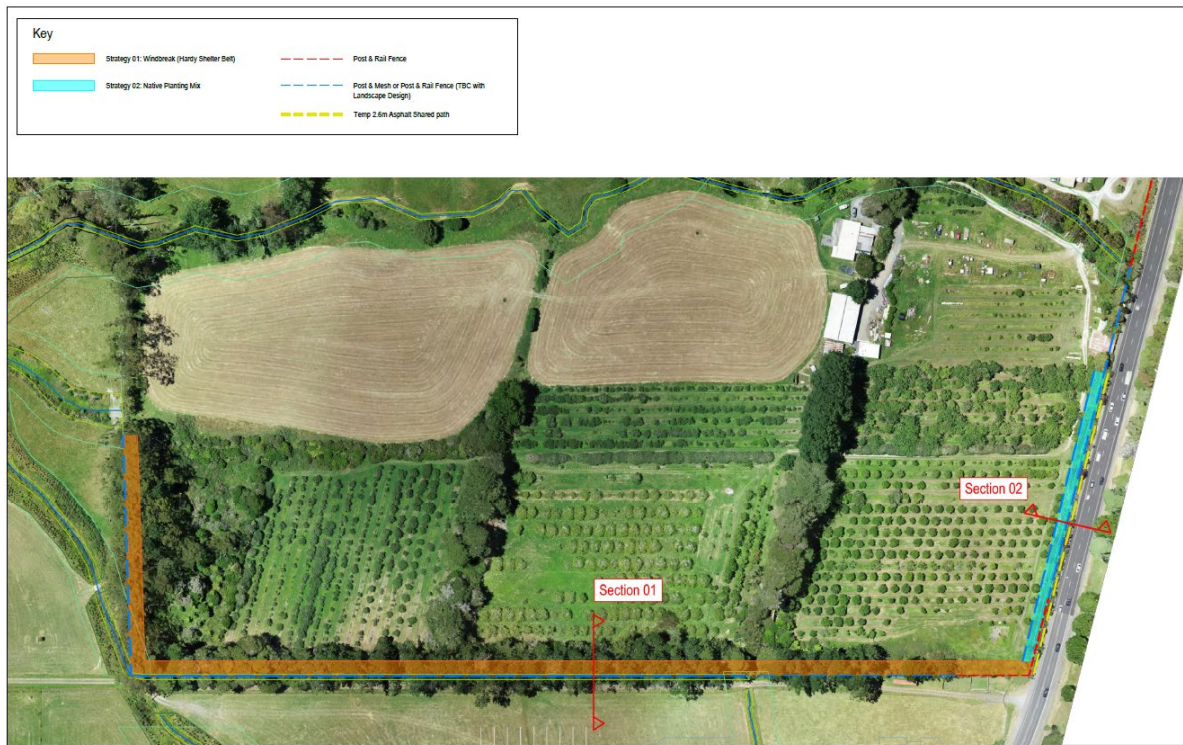 Key
Strategy 01: Windbreak (Hardy Shelter Belt)
Post & Rail Fence
Strategy 02: Native Planting Mix
Post & Mesh or Post & Rail Fence (TBC with
Landscape Design)
Temp 2.6m Asphalt Shared path
Section 02
Section 01